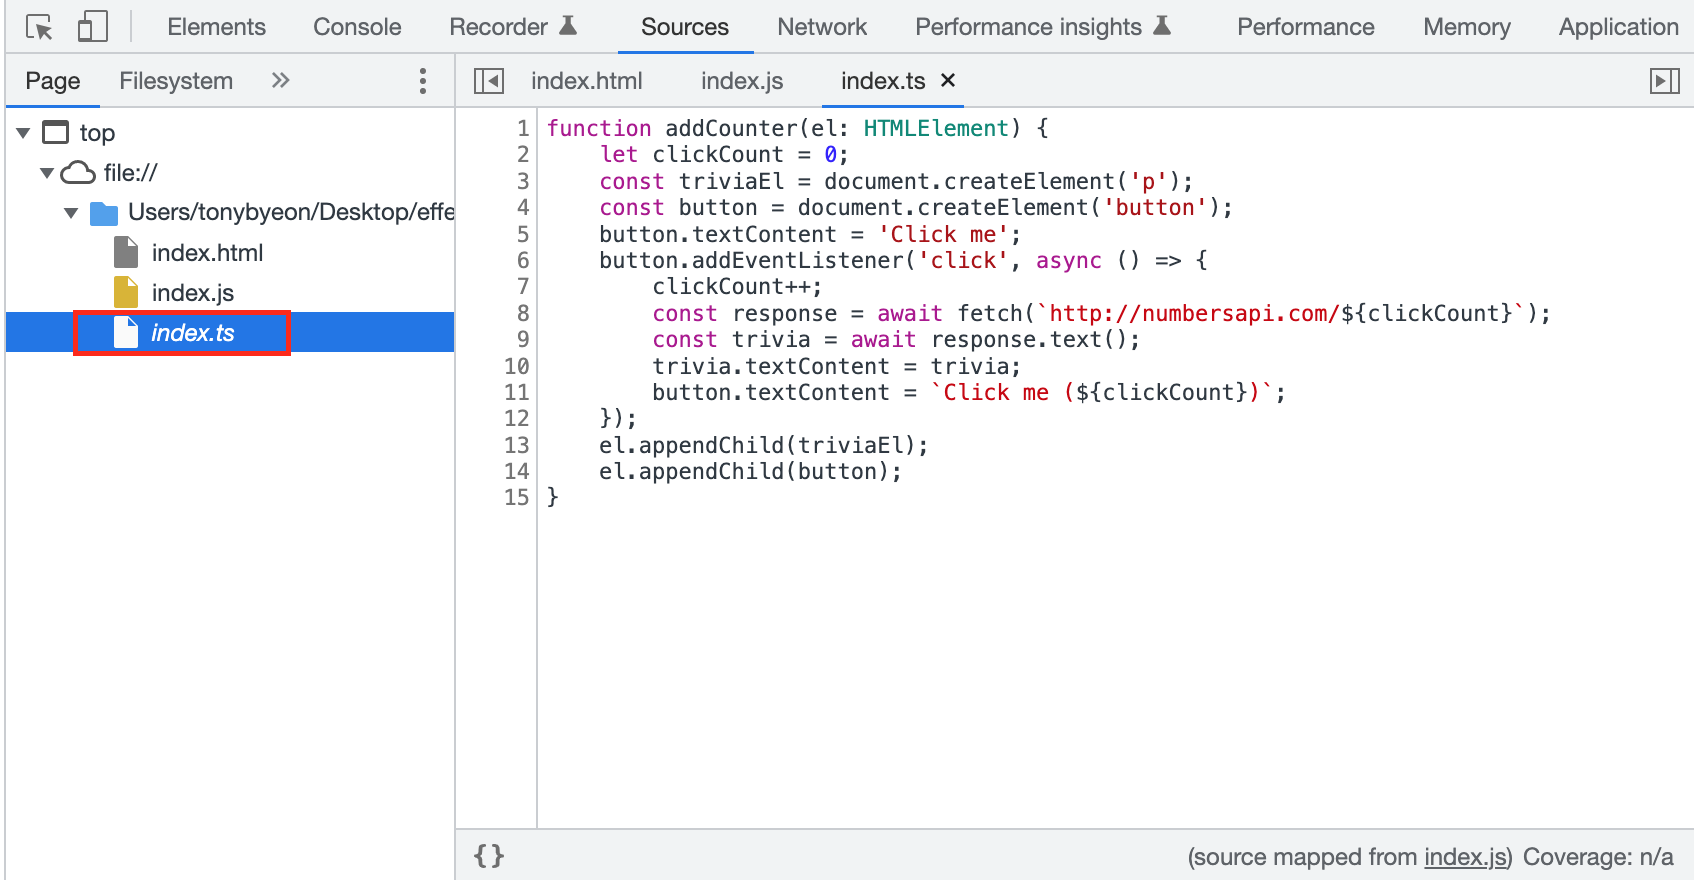 Elements Console Recorder Sources Network Performance insights Performance Memory Application
Page Filesystem
index.html index.js index.ts
top
file://
Users/tonybyeon/Desktop/effe
index.html
index.js
index.ts
1 function addCounter(el: HTMLElement) {
2 let clickCount = 0;
3 const triviaEl = document.createElement('p');
4 const button = document.createElement('button');
5 button.textContent = 'Click me';
6 button.addEventListener('click', async () => {
7 clickCount++;
8 const response = await fetch(`http://numbersapi.com/${clickCount}`);
9 const trivia = await response.text();
10 trivia.textContent = trivia;
11 button.textContent = `Click me (${clickCount})`;
12 });
13 el.appendChild(triviaEl);
14 el.appendChild(button);
15 }
{} (source mapped from index.js) Coverage: n/a